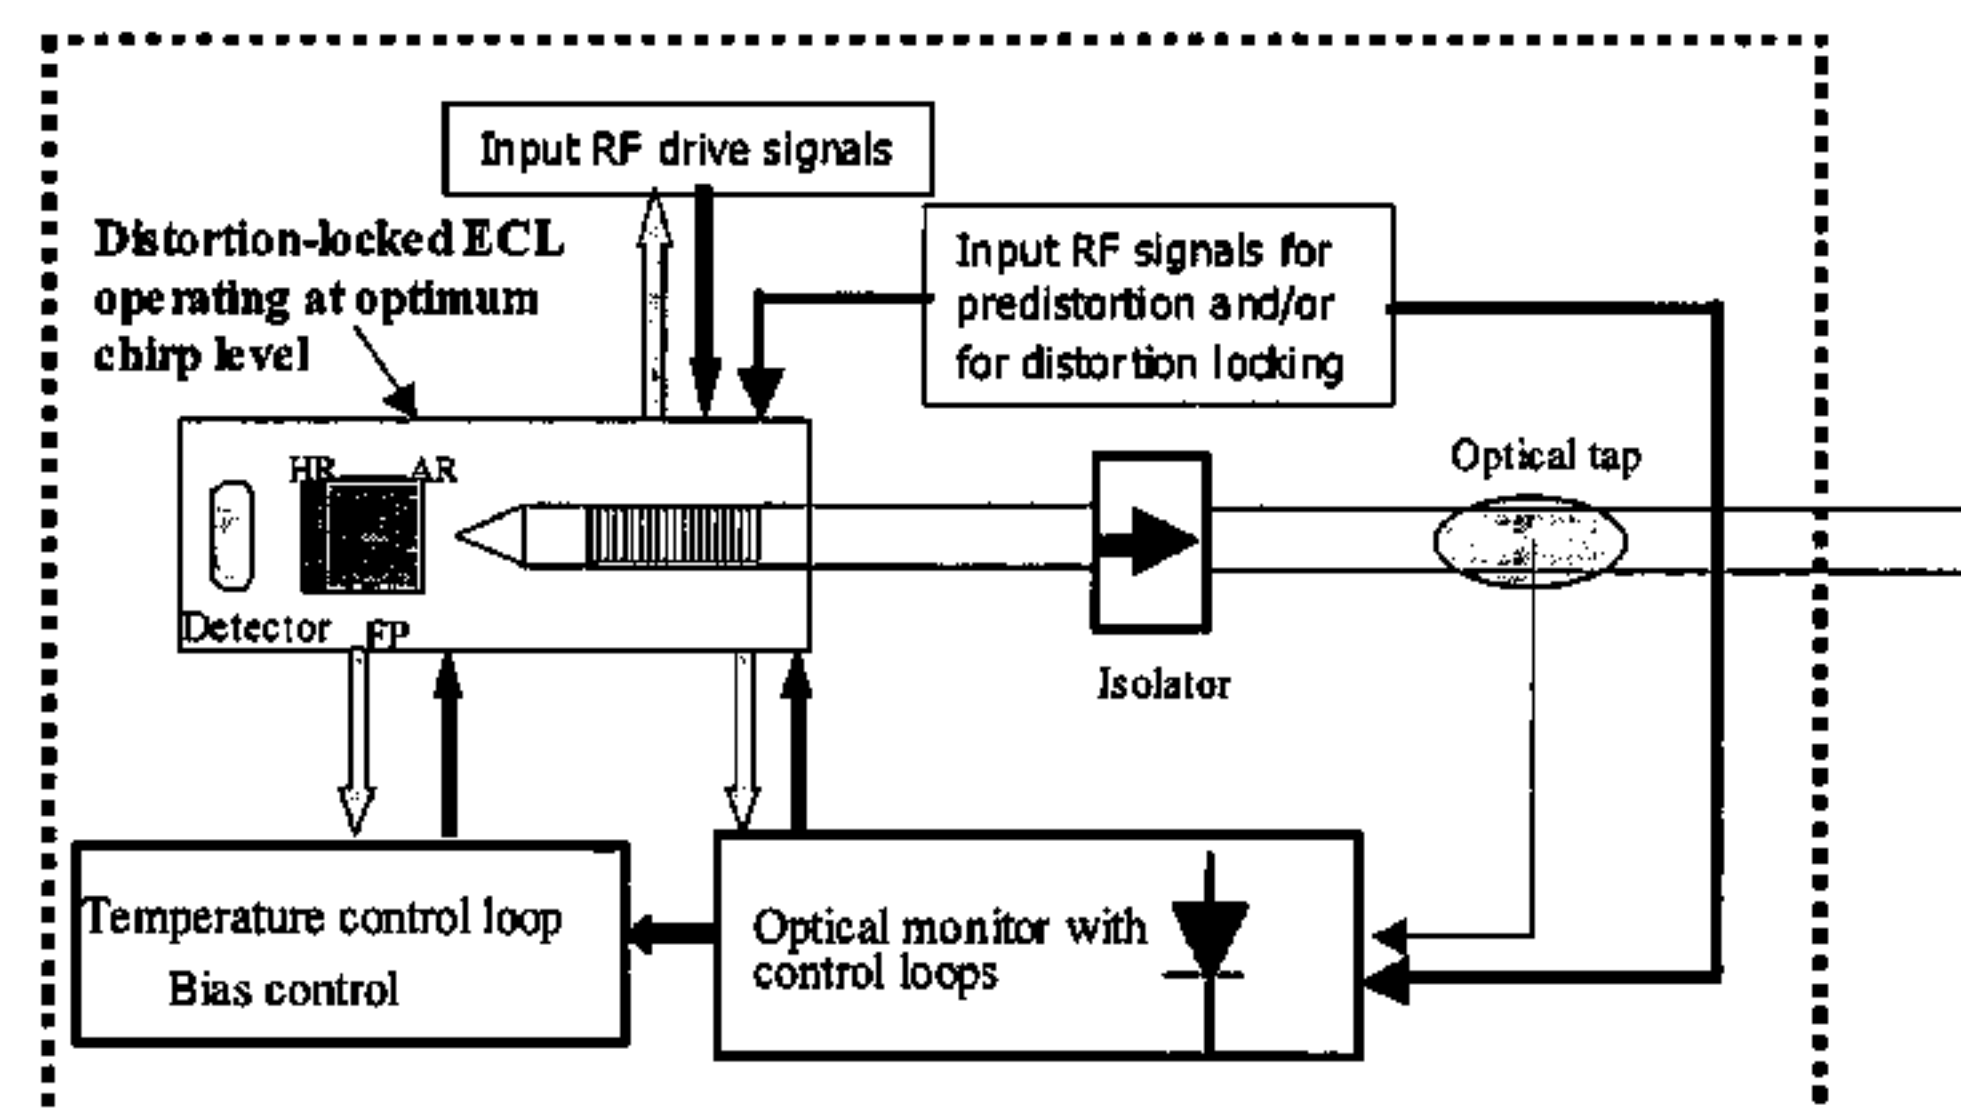 Input RF drive signals
Distortion-locked ECL
operating at optimum
chirp level
Input RF signals for
predistortion and/or
for distortion locking
HR
AR
Optical tap
Detector
FP
Isolator
Temperature control loop
Bias control
Optical monitor with
control loops